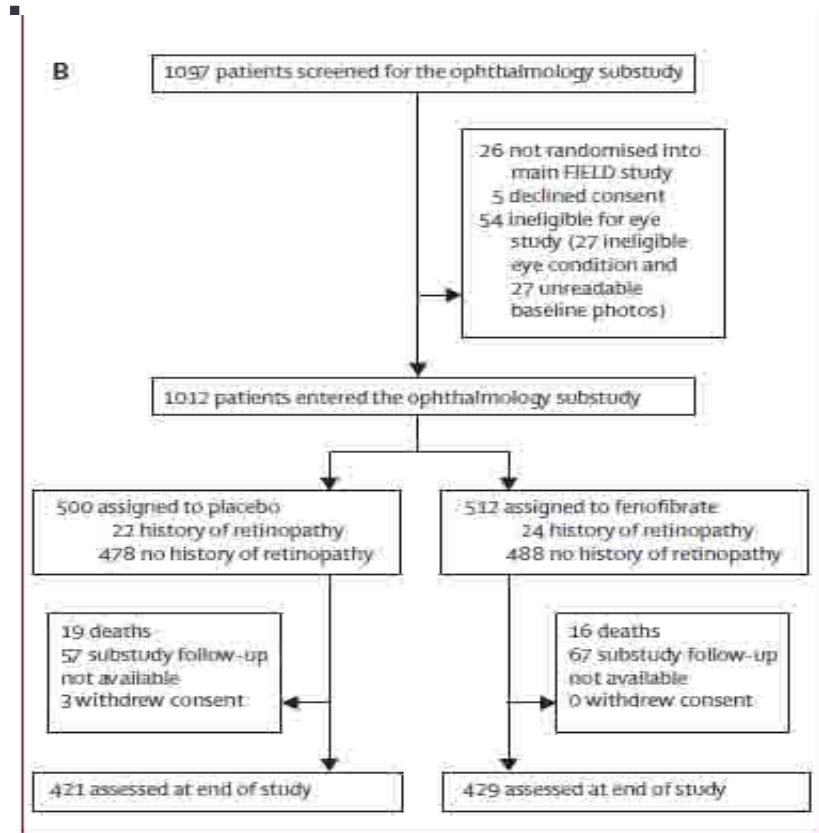 B
1097 patients screened for the ophthalmology substudy
26 not randomised into
main FIELD study
5 declined consent
54 ineligible for eye
study (27 ineligible
eye condition and
27 unreadable
baseline photos)
1012 patients entered the ophthalmology substudy
500 assigned to placebo
22 history of retinopathy
478 no history of retinopathy
512 assigned to fenofibrate
24 history of retinopathy
488 no history of retinopathy
19 deaths
57 substudy follow-up
not available
3 withdrew consent
16 deaths
67 substudy follow-up
not available
0 withdrew consent
421 assessed at end of study
429 assessed at end of study